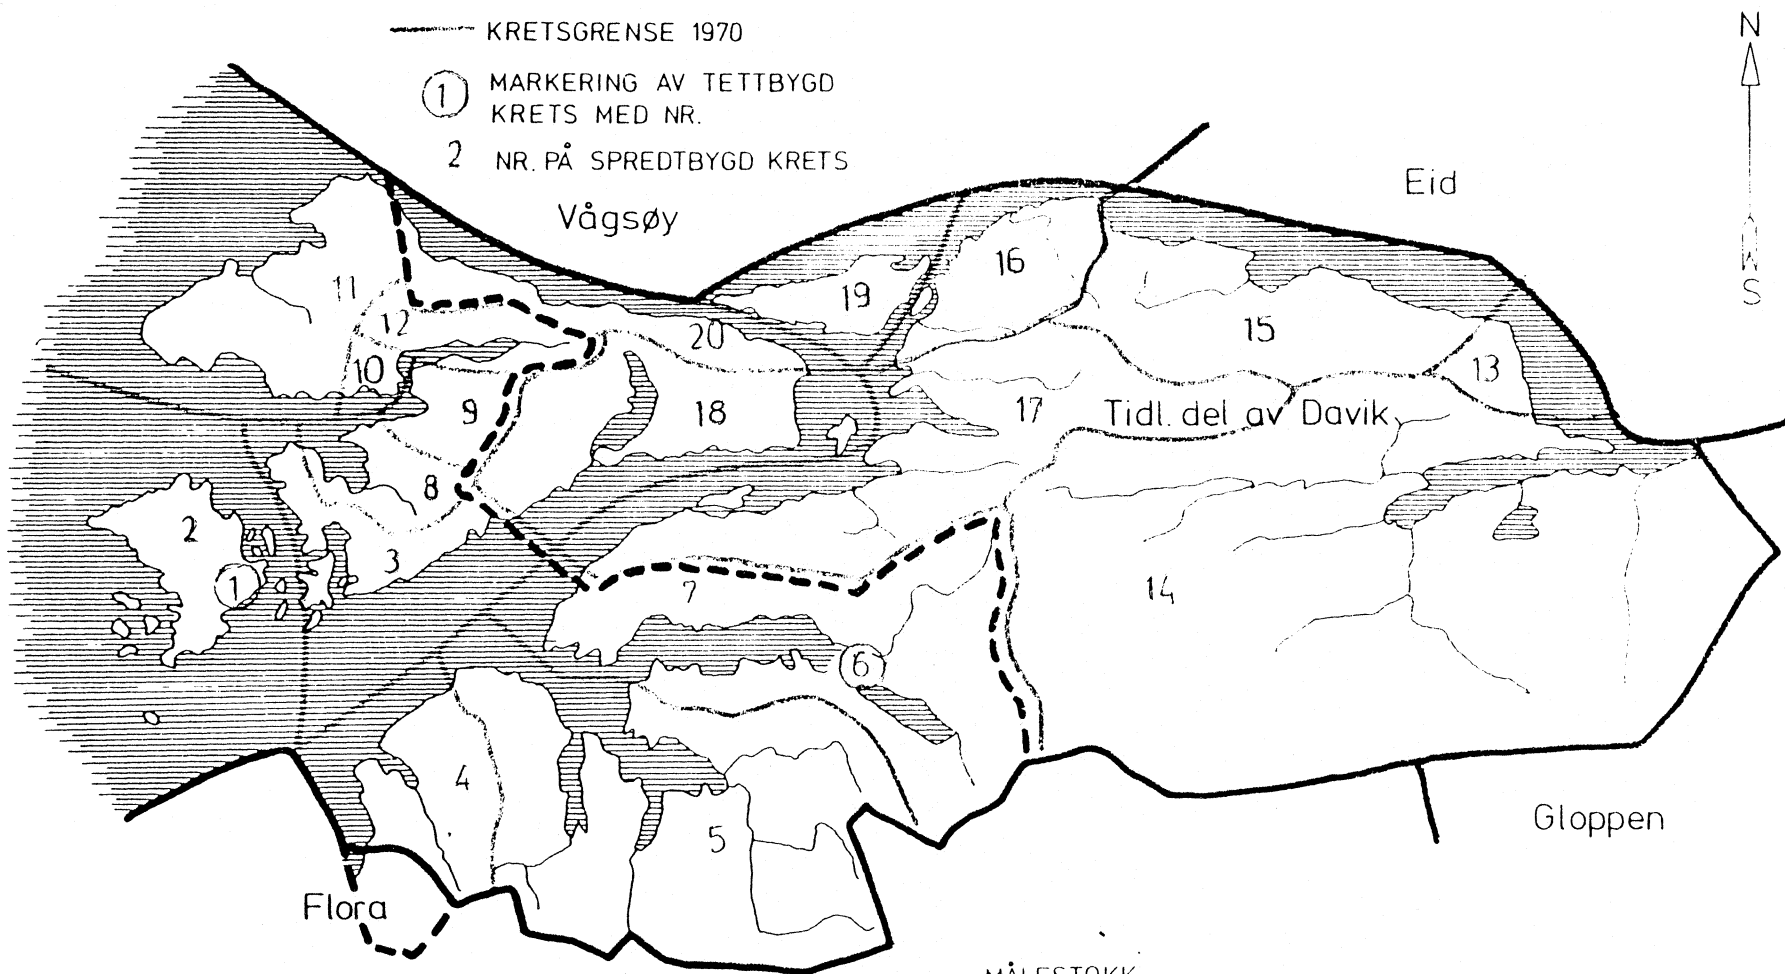 KRETSGRENSE 1970
1 MARKERING AV TETTBYGD
KRETS MED NR.
2 NR. PÅ SPREDTBYGD KRETS
N
S
Eid
Vågsøy
16
11
19
12
20
15
10
13
9
18
17
Tidl. del av Davik
8
2
3
1
7
14
6
4
5
Gloppen
Flora
MÅLESTOKK